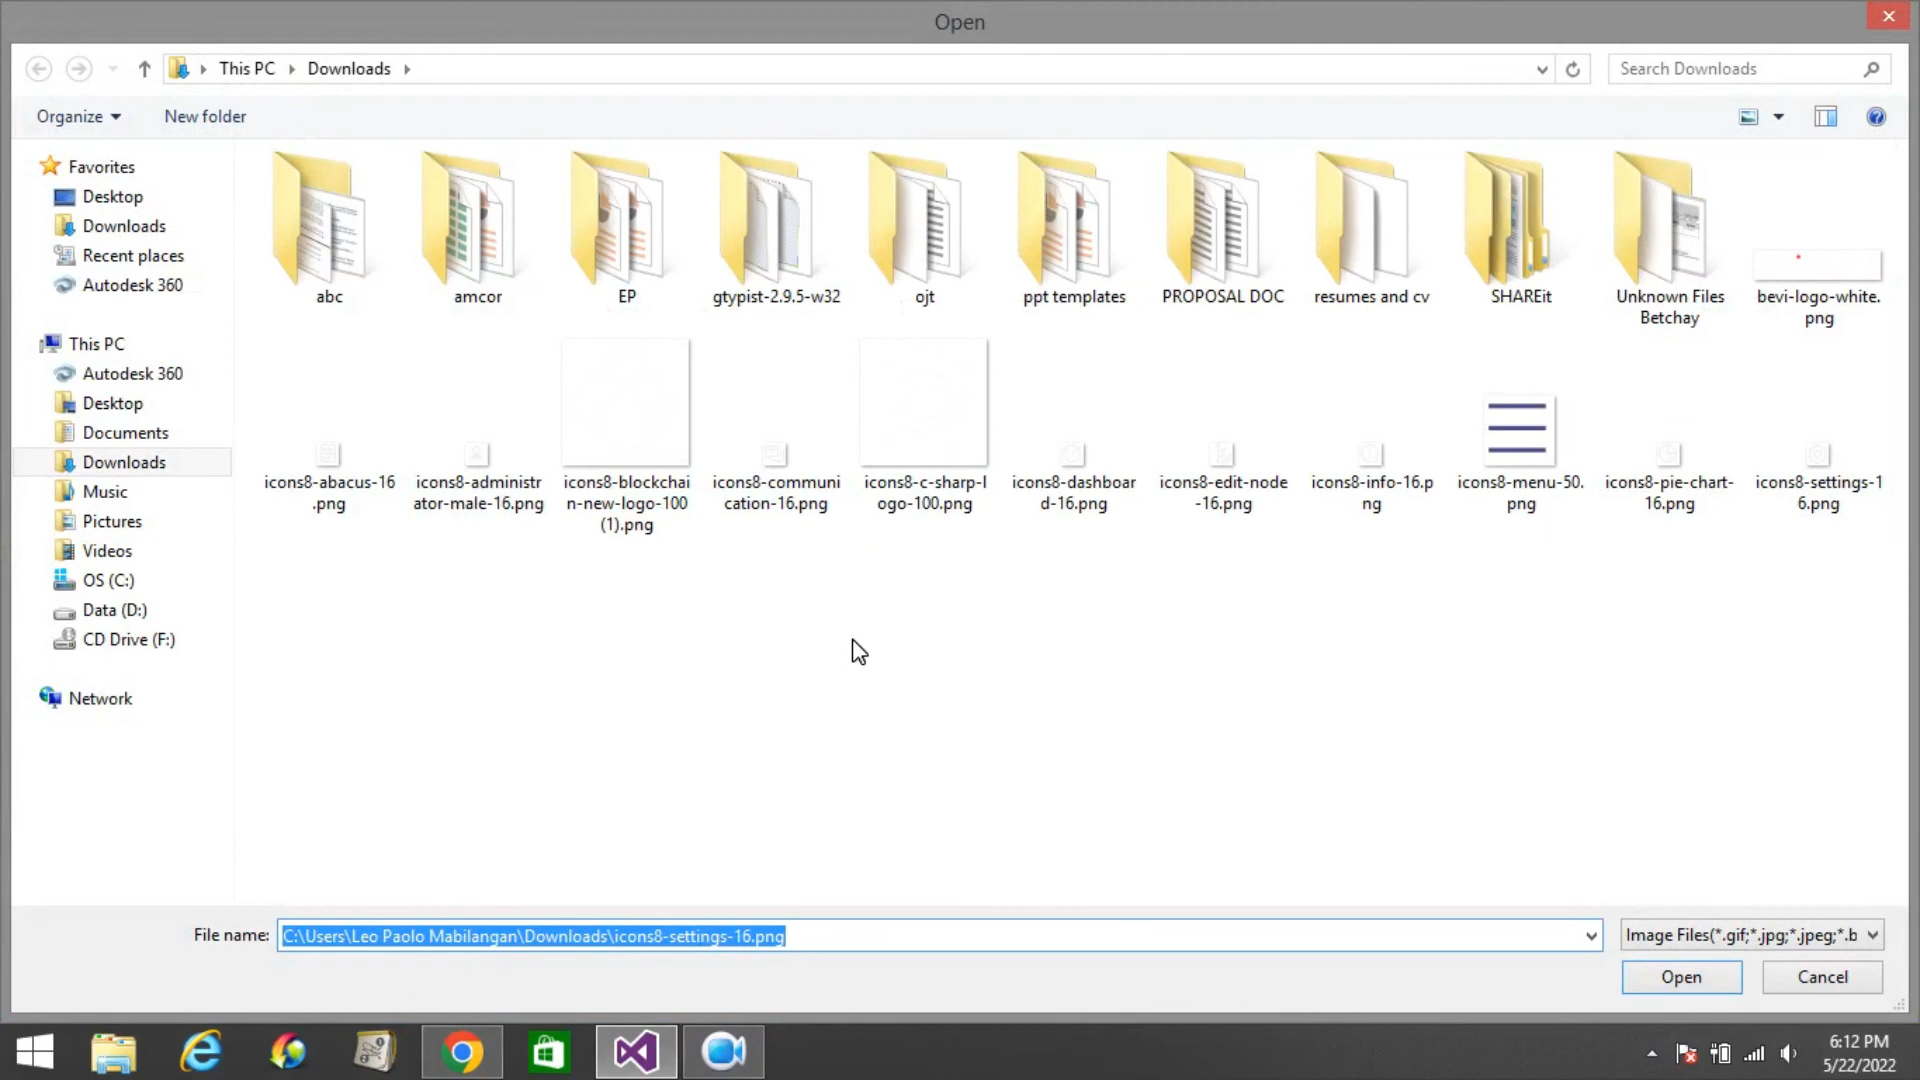 Open
This PC
Downloads
Search Downloads
Organize
New folder
Favorites
Desktop
Downloads
Recent places
Autodesk 360
This PC
Autodesk 360
Desktop
Documents
Downloads
Music
Pictures
Videos
OS (C:)
Data (D:)
CD Drive (F:)
Network
abc
amcor
EP
gtypist-2.9.5-w32
ojt
ppt templates
PROPOSAL DOC
resumes and cv
SHAREit
Unknown Files
Betchay
bevi-logo-white.
png
icons8-abacus-16
.png
icons8-administr
ator-male-16.png
icons8-blockchai
n-new-logo-100
(1).png
icons8-communi
cation-16.png
icons8-c-sharp-l
ogo-100.png
icons8-dashboar
d-16.png
icons8-edit-node
-16.png
icons8-info-16.p
ng
icons8-menu-50.
png
icons8-pie-chart-
16.png
icons8-settings-1
6.png
File name:
C:\Users\Leo Paolo Mabilangan\Downloads\icons8-settings-16.png
Image Files(*.gif;*.jpg;*.jpeg;*.b
Open
Cancel
6:12 PM
5/22/2022